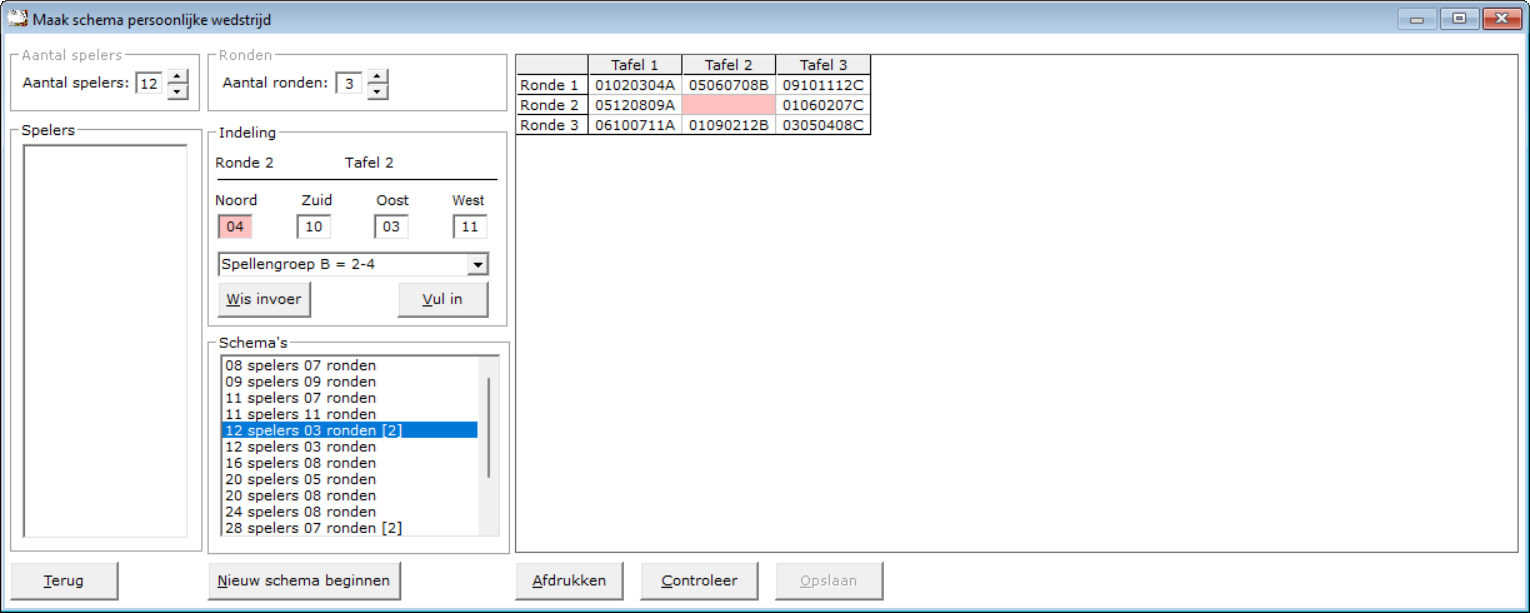 Maak schema persoonlijke wedstrijd
Aantal spelers
Aantal spelers: 12
Ronden
Aantal ronden: 3
Spelers
Indeling
Ronde 2 Tafel 2
Noord Zuid Oost West
04 10 03 11
Spellengroep B = 2-4
Wis invoer Vul in
Schema's
08 spelers 07 ronden
09 spelers 09 ronden
11 spelers 07 ronden
11 spelers 11 ronden
12 spelers 03 ronden [2]
12 spelers 03 ronden
16 spelers 08 ronden
20 spelers 05 ronden
20 spelers 08 ronden
24 spelers 08 ronden
28 spelers 07 ronden [2]
Tafel 1 Tafel 2 Tafel 3
Ronde 1 01020304A 05060708B 09101112C
Ronde 2 05120809A 01060207C
Ronde 3 06100711A 01090212B 03050408C
Terug Nieuw schema beginnen Afdrukken Controleer Opslaan